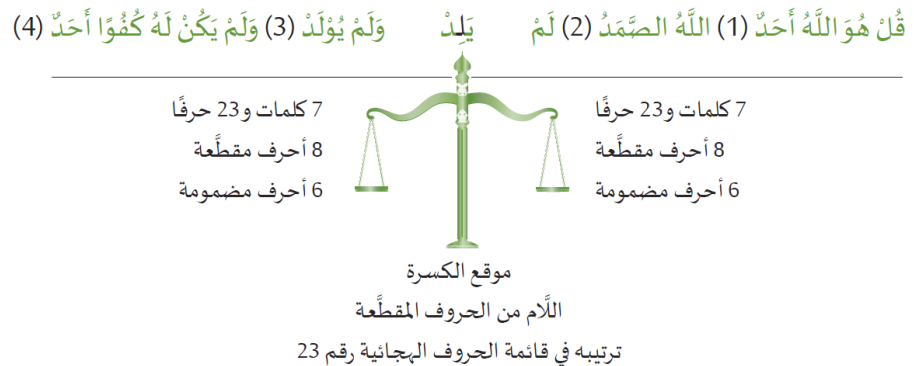 قُلْ هُوَ اللَّهُ أَحَدٌ (1) اللَّهُ الصَّمَدُ (2) لَمْ يَلِدْ وَلَمْ يُوْلَدْ (3) وَلَمْ يَكُنْ لَهُ كُفُوًا أَحَدٌ (4)
7 كلمات و23 حرفًا
8 أحرف مقطَّعة
6 أحرف مضمومة
7 كلمات و23 حرفًا
8 أحرف مقطَّعة
6 أحرف مضمومة
موقع الكسرة
اللَّام من الحروف المقطَّعة
ترتيبه في قائمة الحروف الهجائية رقم 23